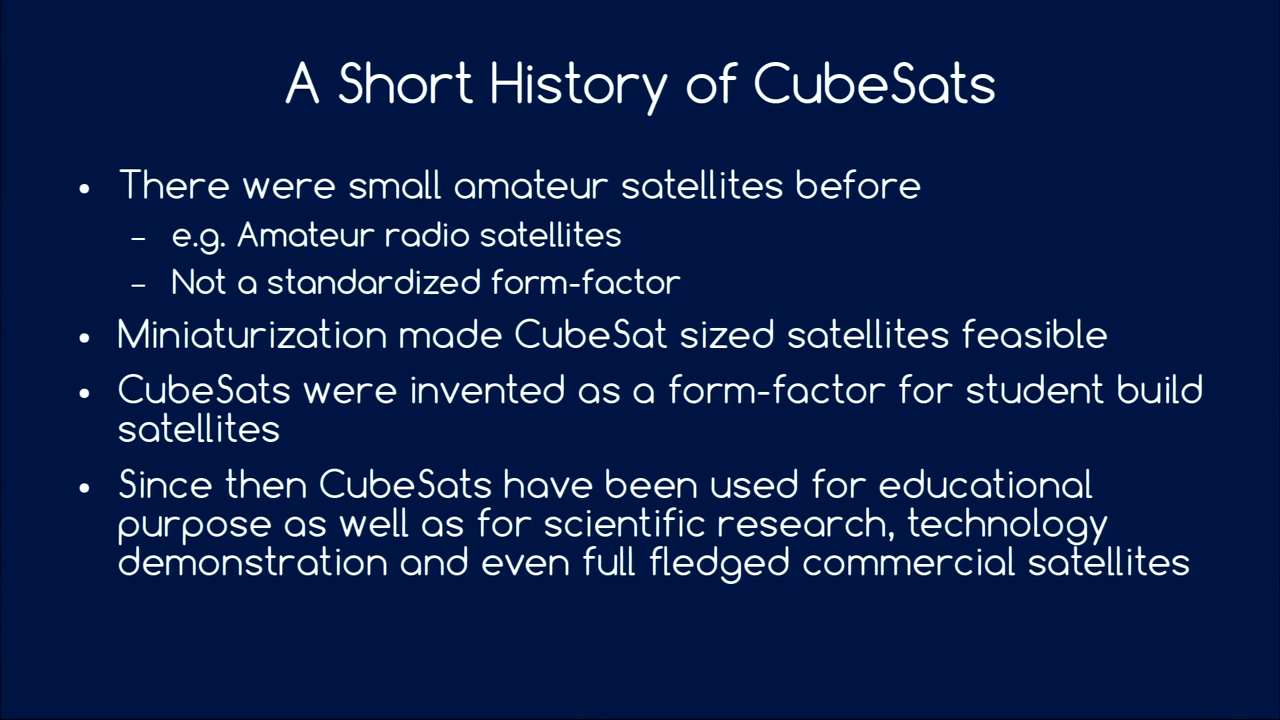 A Short History of CubeSats
• There were small amateur satellites before
– e.g. Amateur radio satellites
– Not a standardized form-factor
• Miniaturization made CubeSat sized satellites feasible
• CubeSats were invented as a form-factor for student build
satellites
• Since then CubeSats have been used for educational
purpose as well as for scientific research, technology
demonstration and even full fledged commercial satellites